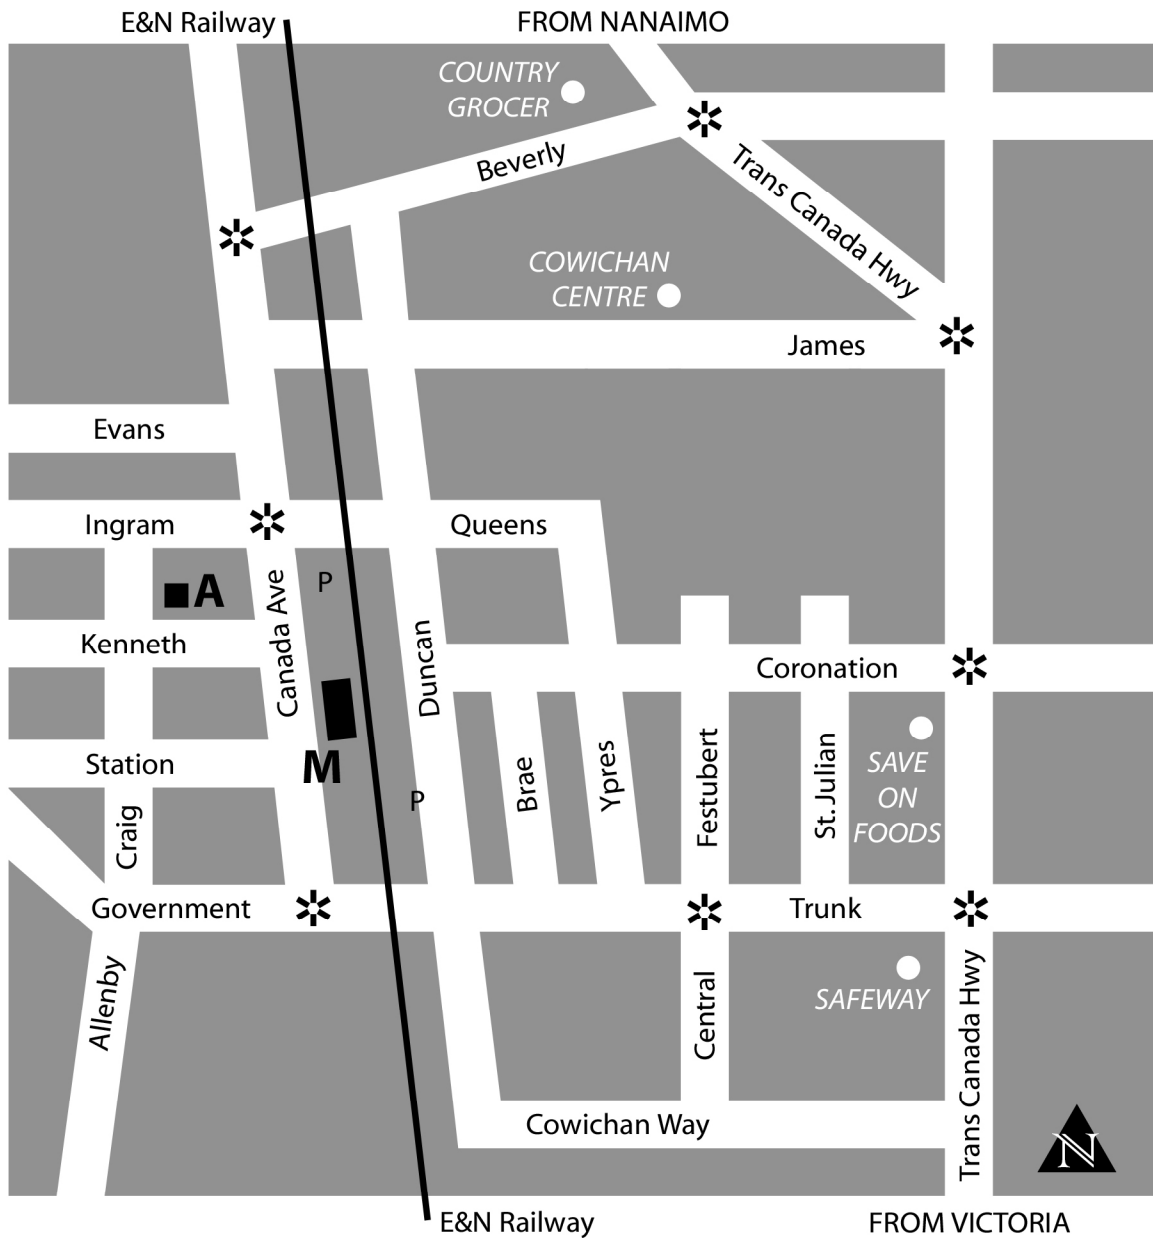 E&N Railway
FROM NANAIMO
COUNTRY
GROCER
Beverly
Trans Canada Hwy
COWICHAN
CENTRE
James
Evans
Ingram
Queens
A
P
Canada Ave
Kenneth
Duncan
Coronation
M
Station
P
Craig
Brae
Ypres
Festubert
St. Julian
SAVE
ON
FOODS
Government
Trunk
Allenby
Central
SAFEWAY
Trans Canada Hwy
Cowichan Way
N
E&N Railway
FROM VICTORIA